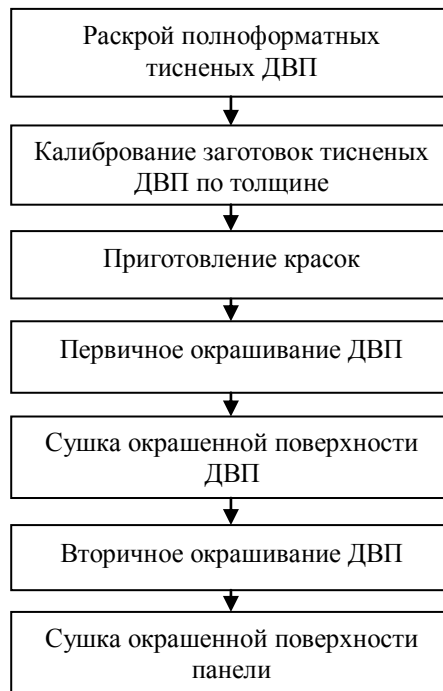 Раскрой полноформатных
тисненых ДВП
Калибрование заготовок тисненых
ДВП по толщине
Приготовление красок
Первичное окрашивание ДВП
Сушка окрашенной поверхности
ДВП
Вторичное окрашивание ДВП
Сушка окрашенной поверхности
панели